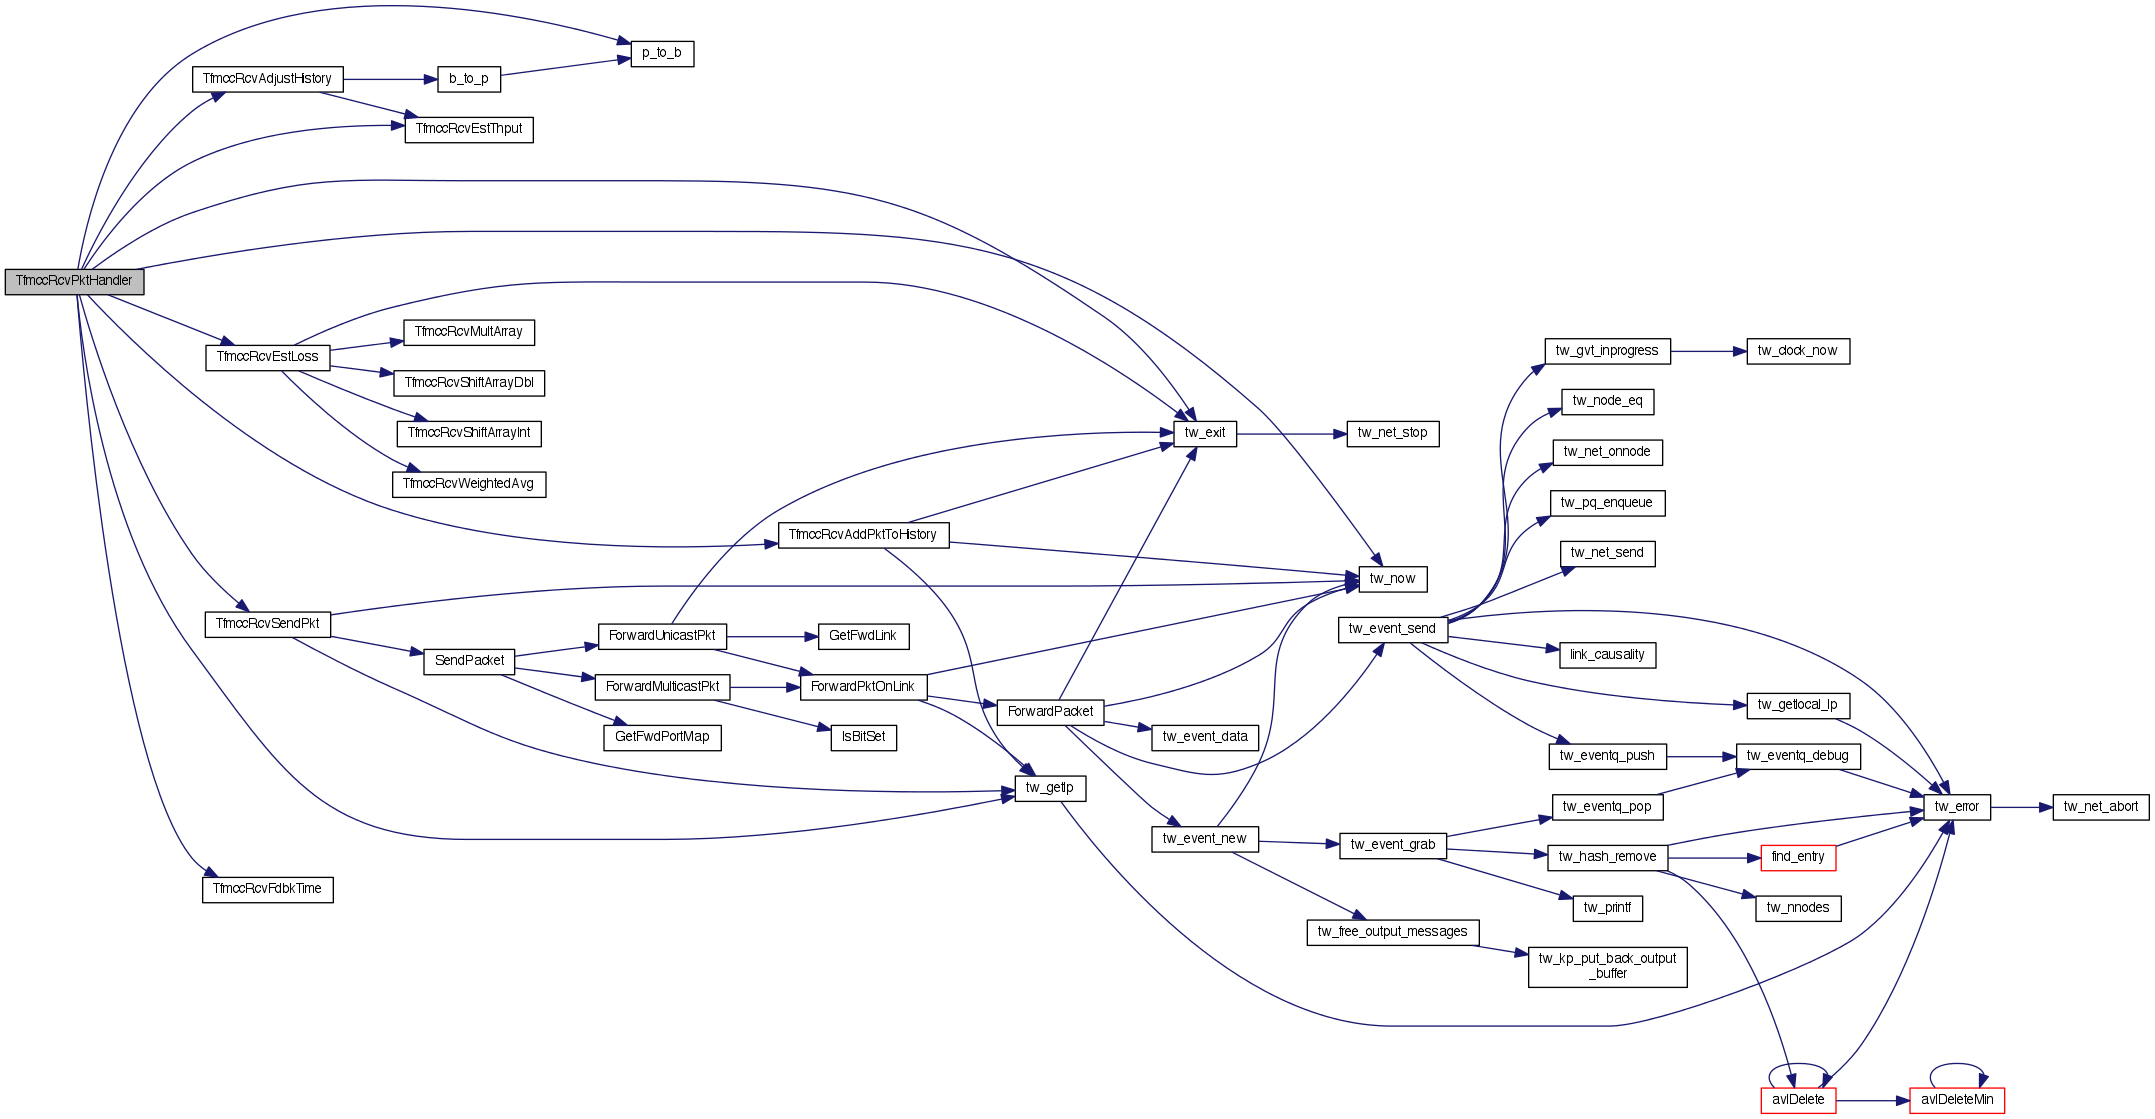 p_to_b
TfmccRcvAdjustHistory
b_to_p
TfmccRcvEstThput
TfmccRcvPktHandler
TfmccRcvMultArray
TfmccRcvEstLoss
TfmccRcvShiftArrayDbl
TfmccRcvShiftArrayInt
TfmccRcvWeightedAvg
tw_exit
tw_net_stop
tw_gvt_inprogress
tw_clock_now
tw_node_eq
tw_net_onnode
tw_pq_enqueue
TfmccRcvAddPktToHistory
tw_net_send
tw_now
TfmccRcvSendPkt
ForwardUnicastPkt
GetFwdLink
tw_event_send
SendPacket
link_causality
ForwardMulticastPkt
ForwardPktOnLink
ForwardPacket
tw_getlocal_lp
GetFwdPortMap
IsBitSet
tw_event_data
tw_eventq_push
tw_eventq_debug
tw_getlp
tw_eventq_pop
tw_error
tw_net_abort
tw_event_new
tw_event_grab
tw_hash_remove
find_entry
TfmccRcvFdbkTime
tw_printf
tw_nnodes
tw_free_output_messages
tw_kp_put_back_output
_buffer
avlDelete
avlDeleteMin